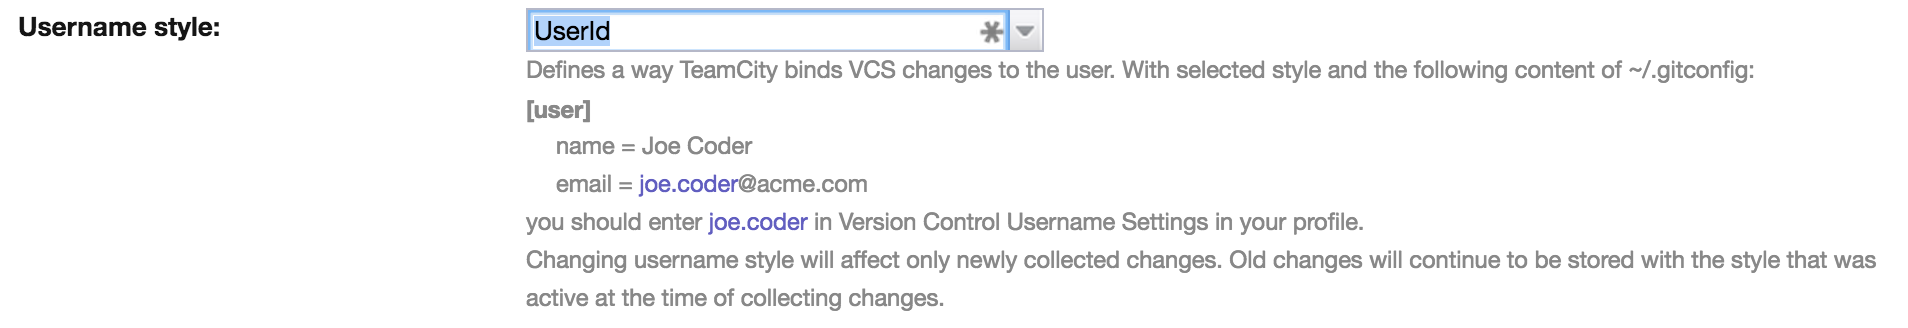 Username style:
UserId
Defines a way TeamCity binds VCS changes to the user. With selected style and the following content of ~/.gitconfig:
[user]
name = Joe Coder
email = joe.coder@acme.com
you should enter joe.coder in Version Control Username Settings in your profile.
Changing username style will affect only newly collected changes. Old changes will continue to be stored with the style that was
active at the time of collecting changes.